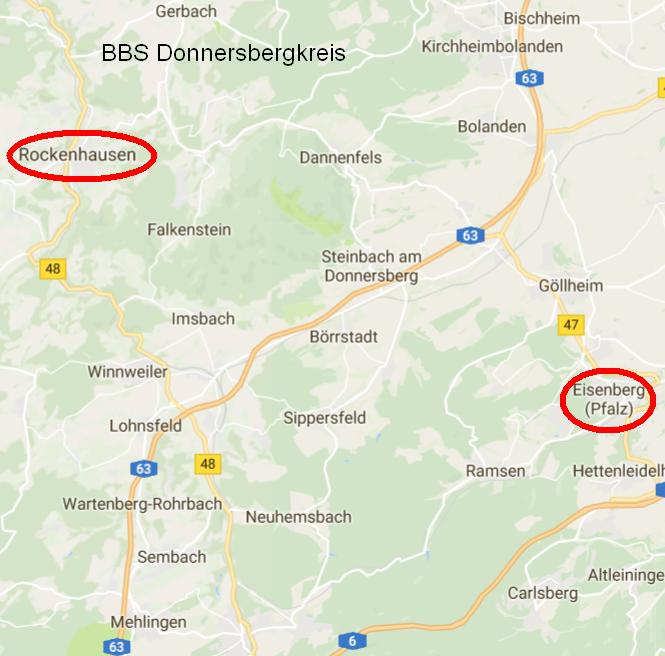 Gerbach
Bischheim
BBS Donnersbergkreis
Kirchheimbolanden
63
Bolanden
Rockenhausen
Dannenfels
Falkenstein
63
Steinbach am
Donnersberg
48
Göllheim
Imsbach
47
Börrstadt
Winnweiler
Eisenberg
(Pfalz)
Sippersfeld
Lohnsfeld
63
48
Ramsen
Hettenleidelh
Wartenberg-Rohrbach
Neuhemsbach
Sembach
Altleininge
Carlsberg
Mehlingen
63
6